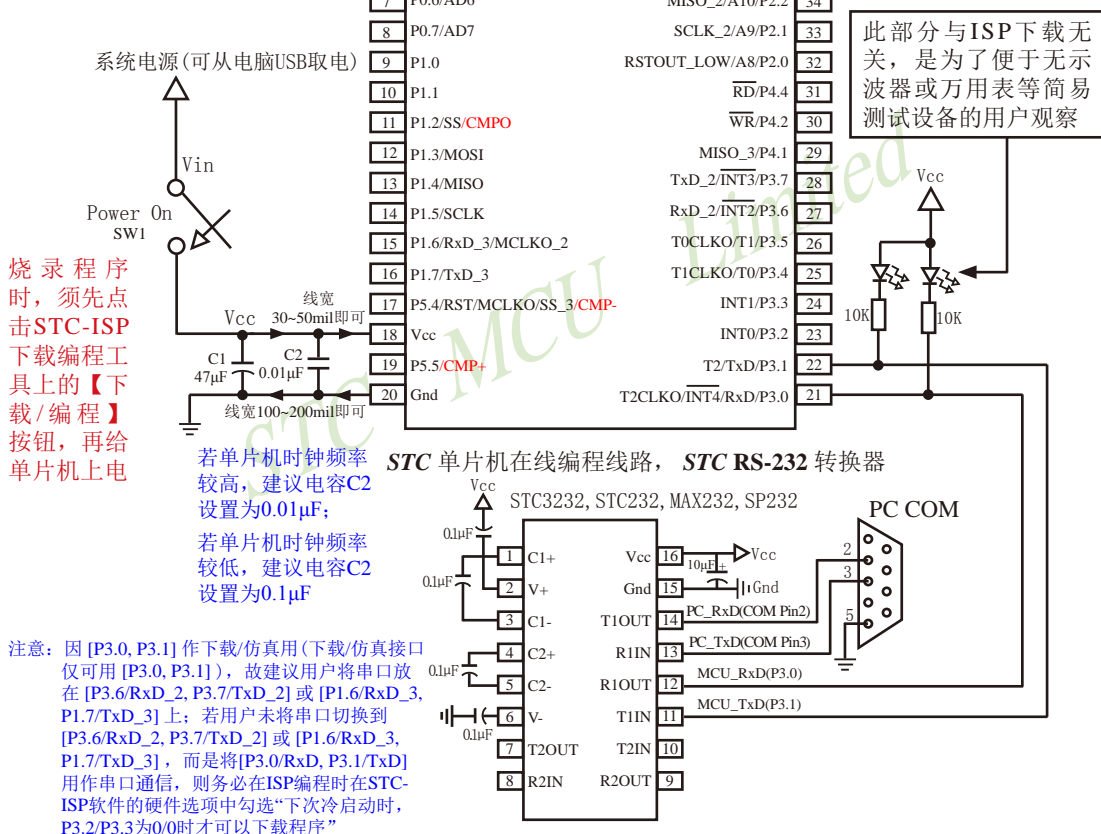 7 P0.6/AD6 MISO_2/A10/P2.2 34
8 P0.7/AD7 SCLK_2/A9/P2.1 33
9 P1.0 RSTOUT_LOW/A8/P2.0 32
10 P1.1 RD/P4.4 31
11 P1.2/SS/CMPO WR/P4.2 30
12 P1.3/MOSI MISO_3/P4.1 29
13 P1.4/MISO TxD_2/INT3/P3.7 28
14 P1.5/SCLK RxD_2/INT2/P3.6 27
15 P1.6/RxD_3/MCLKO_2 T0CLKO/T1/P3.5 26
16 P1.7/TxD_3 T1CLKO/T0/P3.4 25
17 P5.4/RST/MCLKO/SS_3/CMP- INT1/P3.3 24
18 Vcc INT0/P3.2 23
19 P5.5/CMP+ T2/TxD/P3.1 22
20 Gnd T2CLKO/INT4/RxD/P3.0 21
系统电源(可从电脑USB取电)
Vin
Power On
SW1
此部分与ISP下载无
关，是为了便于无示
波器或万用表等简易
测试设备的用户观察
Vcc
10K
10K
烧录程序
时，须先点
击STC-ISP
下载编程工
具上的【下
载/编程】
按钮，再给
单片机上电
Vcc
线宽
30~50mil即可
C1
47μF
C2
0.01μF
线宽100~200mil即可
STC MCU Limited
若单片机时钟频率
较高，建议电容C2
设置为0.01μF；
若单片机时钟频率
较低，建议电容C2
设置为0.1μF
STC 单片机在线编程线路， STC RS-232 转换器
STC3232,STC232,MAX232,SP232
Vcc
0.1μF
0.1μF
0.1μF
0.1μF
1 C1+ Vcc 16
2 V+ Gnd 15
3 C1- T1OUT 14
4 C2+ R1IN 13
5 C2- R1OUT 12
6 V- T1IN 11
7 T2OUT T2IN 10
8 R2IN R2OUT 9
Vcc
10μF +
Gnd
PC_RxD(COM Pin2)
PC_TxD(COM Pin3)
MCU_RxD(P3.0)
MCU_TxD(P3.1)
PC COM
2
3
5
注意：因 [P3.0, P3.1] 作下载/仿真用(下载/仿真接口
仅可用 [P3.0, P3.1] )，故建议用户将串口放
在 [P3.6/RxD_2, P3.7/TxD_2] 或 [P1.6/RxD_3,
P1.7/TxD_3] 上；若用户未将串口切换到
[P3.6/RxD_2, P3.7/TxD_2] 或 [P1.6/RxD_3,
P1.7/TxD_3] ，而是将[P3.0/RxD, P3.1/TxD]
用作串口通信，则务必在ISP编程时在STC-
ISP软件的硬件选项中勾选“下次冷启动时，
P3.2/P3.3为0/0时才可以下载程序”